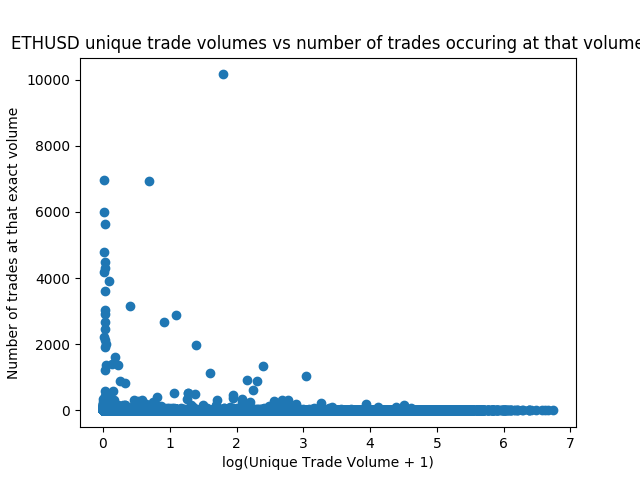 ETHUSD unique trade volumes vs number of trades occuring at that volume
10000
8000
6000
4000
2000
0
Number of trades at that exact volume
0 1 2 3 4 5 6 7
log(Unique Trade Volume + 1)